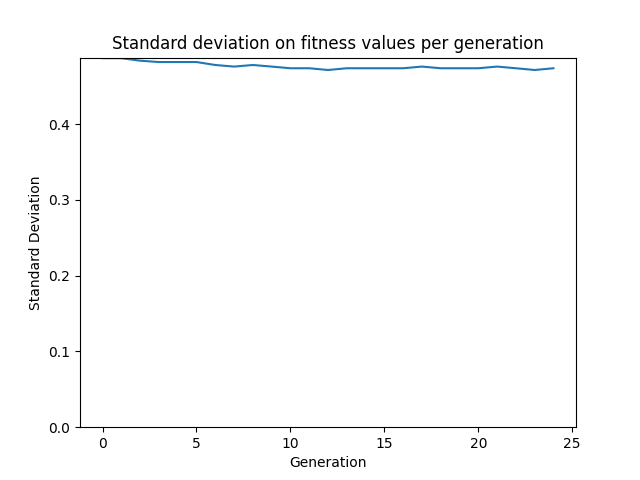 Standard deviation on fitness values per generation
Standard Deviation
0.4
0.3
0.2
0.1
0.0
0 5 10 15 20 25
Generation